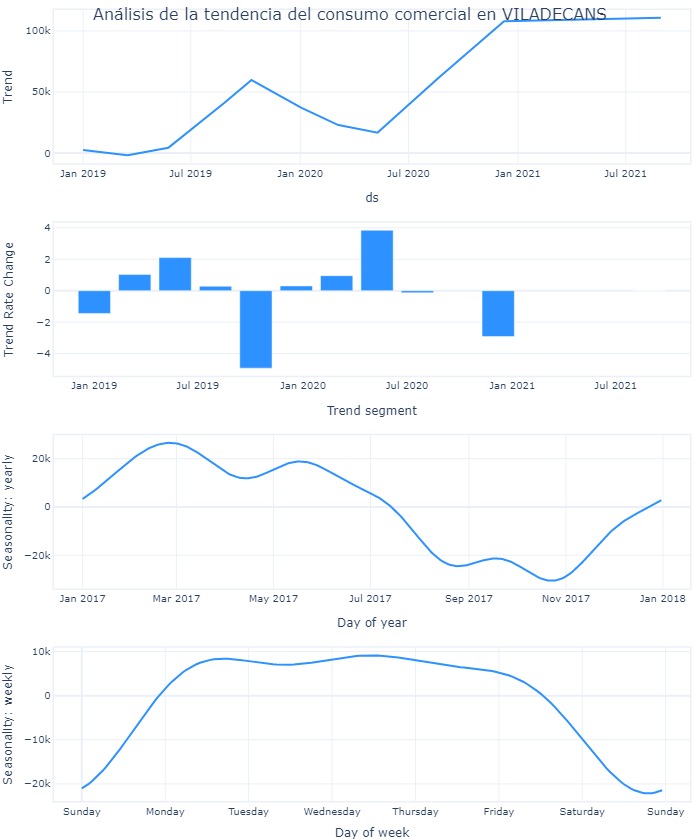 Análisis de la tendencia del consumo comercial en VILADECANS
100k
50k
0
Trend
Jan 2019 Jul 2019 Jan 2020 Jul 2020 Jan 2021 Jul 2021
ds
4
2
0
−2
−4
Trend Rate Change
Jan 2019 Jul 2019 Jan 2020 Jul 2020 Jan 2021 Jul 2021
Trend segment
20k
0
−20k
Seasonality: yearly
Jan 2017 Mar 2017 May 2017 Jul 2017 Sep 2017 Nov 2017 Jan 2018
Day of year
10k
0
−10k
−20k
Seasonality: weekly
Sunday Monday Tuesday Wednesday Thursday Friday Saturday Sunday
Day of week